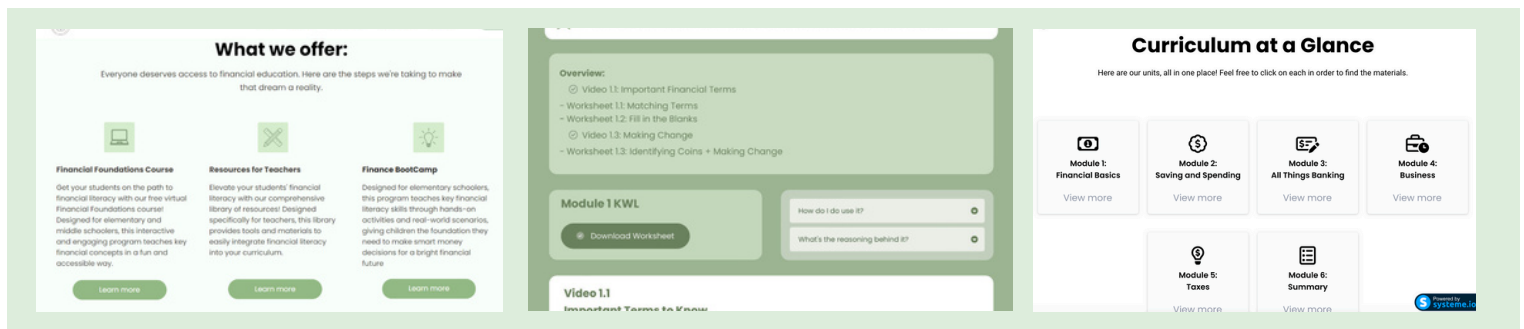 What we offer:
Everyone deserves access to financial education. Here are the steps we're taking to make
that dream a reality.
Financial Foundations Course
Get your students on the path to
financial literacy with our free virtual
Financial Foundations course!
Designed for elementary and
middle schoolers, this interactive
and engaging program teaches key
financial concepts in a fun and
accessible way.
Learn more
Resources for Teachers
Elevate your students' financial
literacy with our comprehensive
library of resources! Designed
specifically for teachers, this library
provides tools and materials to
easily integrate financial literacy
into your curriculum.
Learn more
Finance BootCamp
Designed for elementary schoolers,
this program teaches key financial
literacy skills through hands-on
activities and real-world scenarios,
giving children the foundation they
need to make smart money
decisions for a bright financial
future
Learn more
Overview:
Video 1.1: Important Financial Terms
- Worksheet 1.1: Matching Terms
- Worksheet 1.2: Fill in the Blanks
Video 1.3: Making Change
- Worksheet 1.3: Identifying Coins + Making Change
Module 1 KWL
Download Worksheet
How do I do use it?
What's the reasoning behind it?
Video 1.1
Important Terms to Know
Curriculum at a Glance
Here are our units, all in one place! Feel free to click on each in order to find the materials.
Module 1:
Financial Basics
View more
Module 2:
Saving and Spending
View more
Module 3:
All Things Banking
View more
Module 4:
Business
View more
Module 5:
Taxes
View more
Module 6:
Summary
View more
Powered by
systeme.io